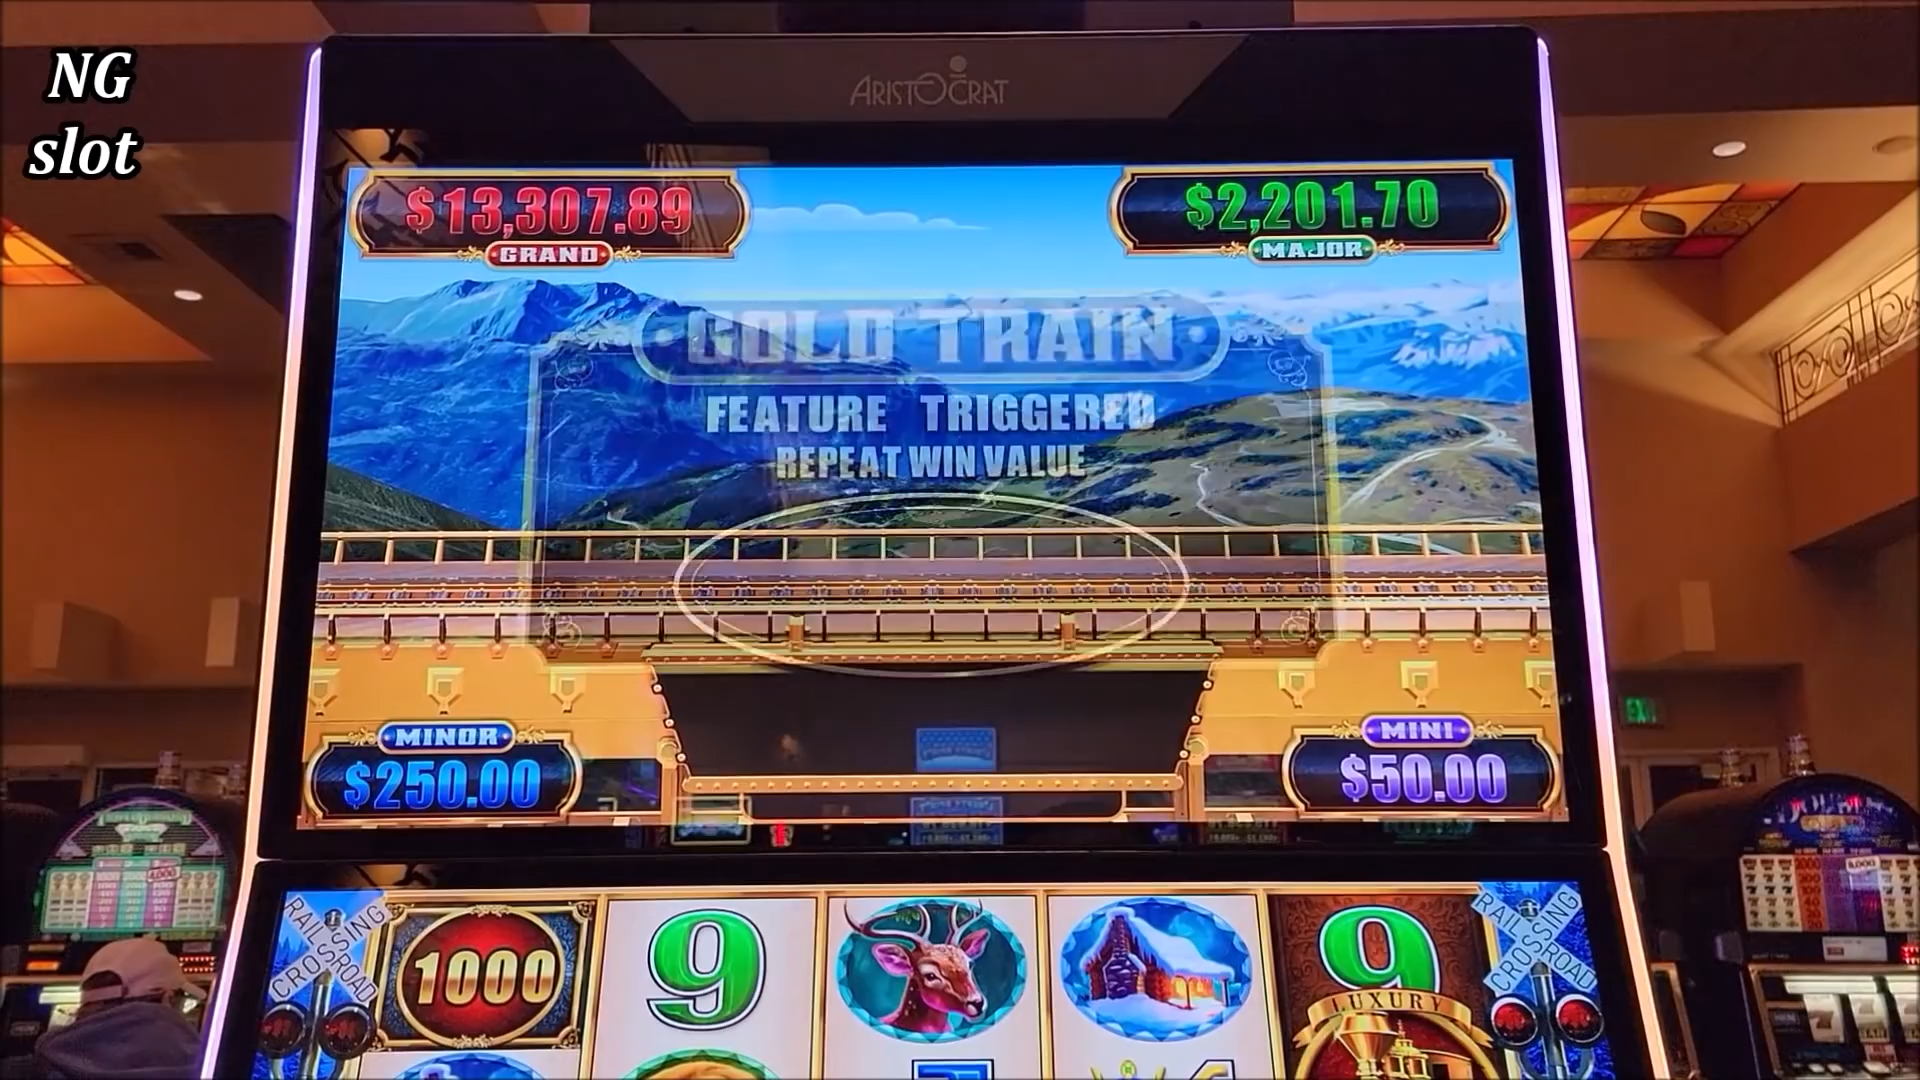 NG
slot
ARISTOCRAT
$13,307.89
GRAND
$2,201.70
MAJOR
GOLD TRAIN
FEATURE TRIGGERED
REPEAT WIN VALUE
MINOR
$250.00
MINI
$50.00
EXIT
RAILROAD
CROSSING
1000
9
9
LUXURY
RAILROAD
CROSSING